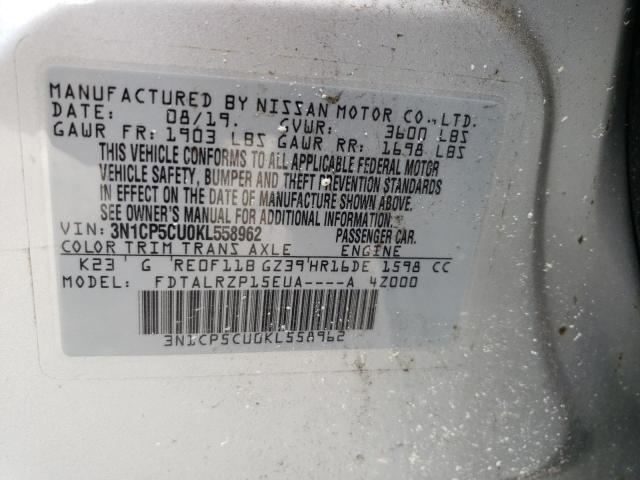 MANUFACTURED BY NISSAN MOTOR CO., LTD.
DATE: 08/19. GVWR: 3600 LBS
GAWR FR: 1903 LBS GAWR RR: 1698 LBS
THIS VEHICLE CONFORMS TO ALL APPLICABLE FEDERAL MOTOR
VEHICLE SAFETY, BUMPER AND THEFT PREVENTION STANDARDS
IN EFFECT ON THE DATE OF MANUFACTURE SHOWN ABOVE.
SEE OWNER'S MANUAL FOR ADDITIONAL INFORMATION.
VIN: 3N1CP5CU0KL558962 PASSENGER CAR.
COLOR TRIM TRANS AXLE ENGINE
K23 G RE0F11B GZ39 HR16DE 1598 CC
MODEL: FDTALRZP15EUA----A 4Z000
3N1CP5CU0KL558962